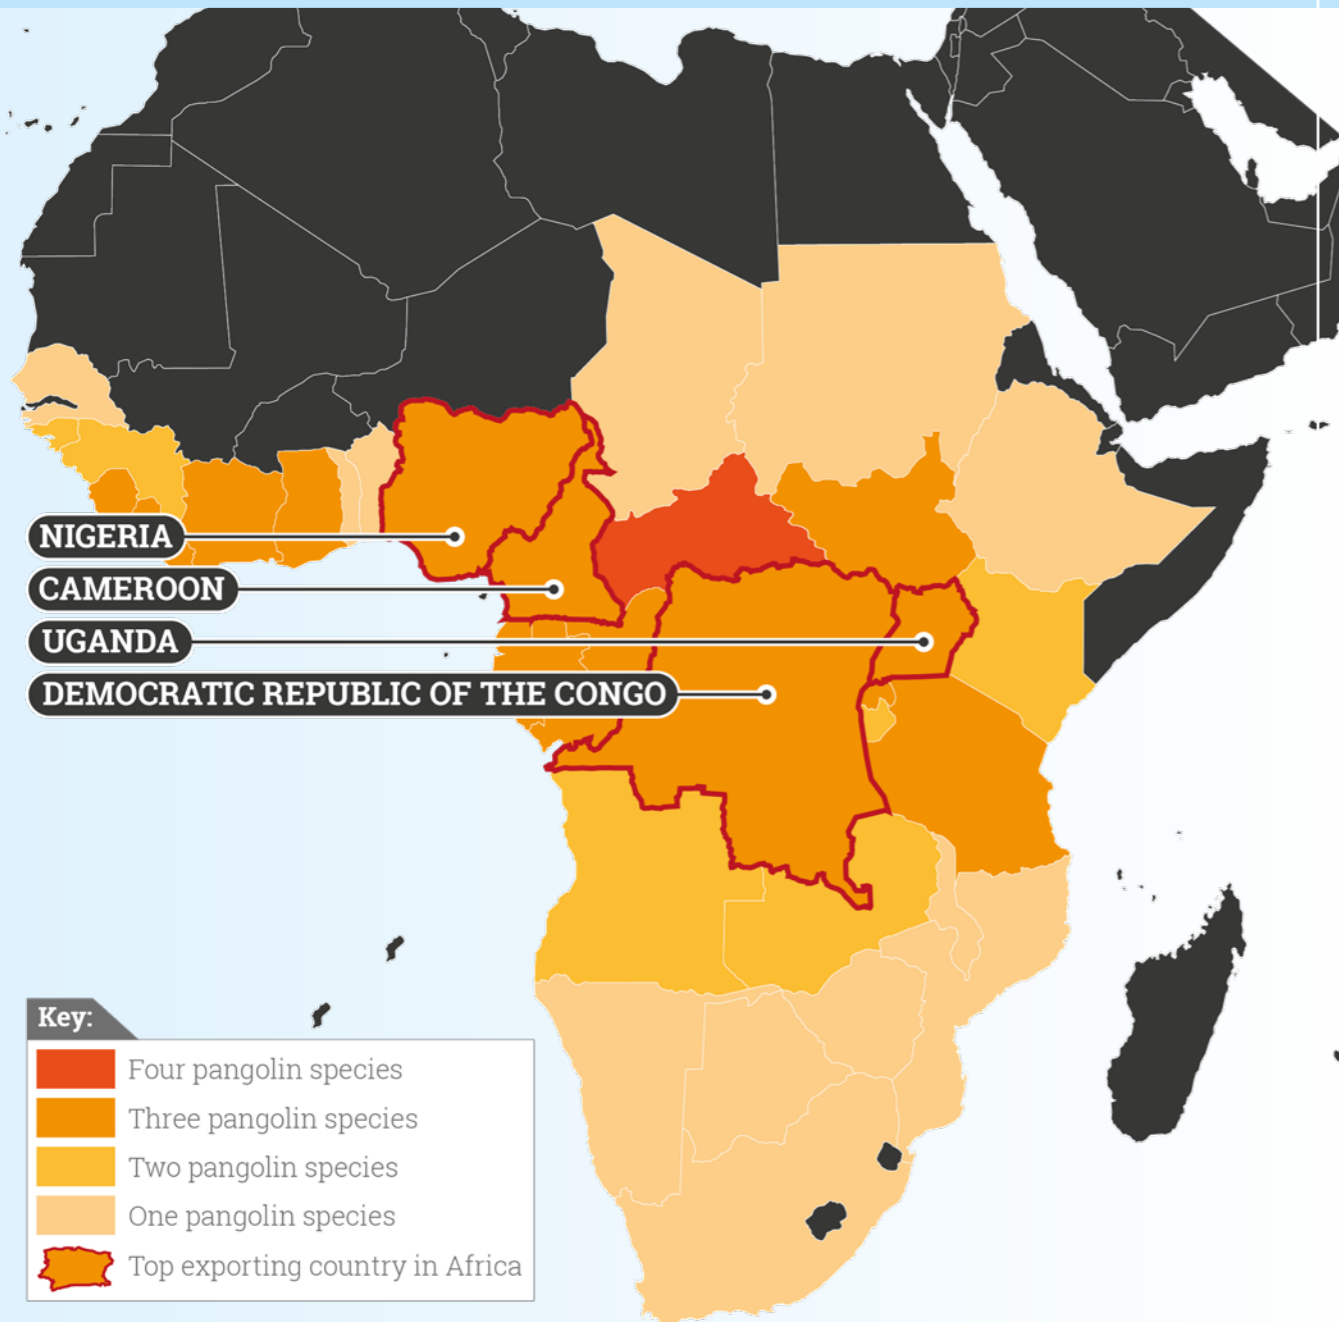 NIGERIA
CAMEROON
UGANDA
DEMOCRATIC REPUBLIC OF THE CONGO
Key:
Four pangolin species
Three pangolin species
Two pangolin species
One pangolin species
Top exporting country in Africa